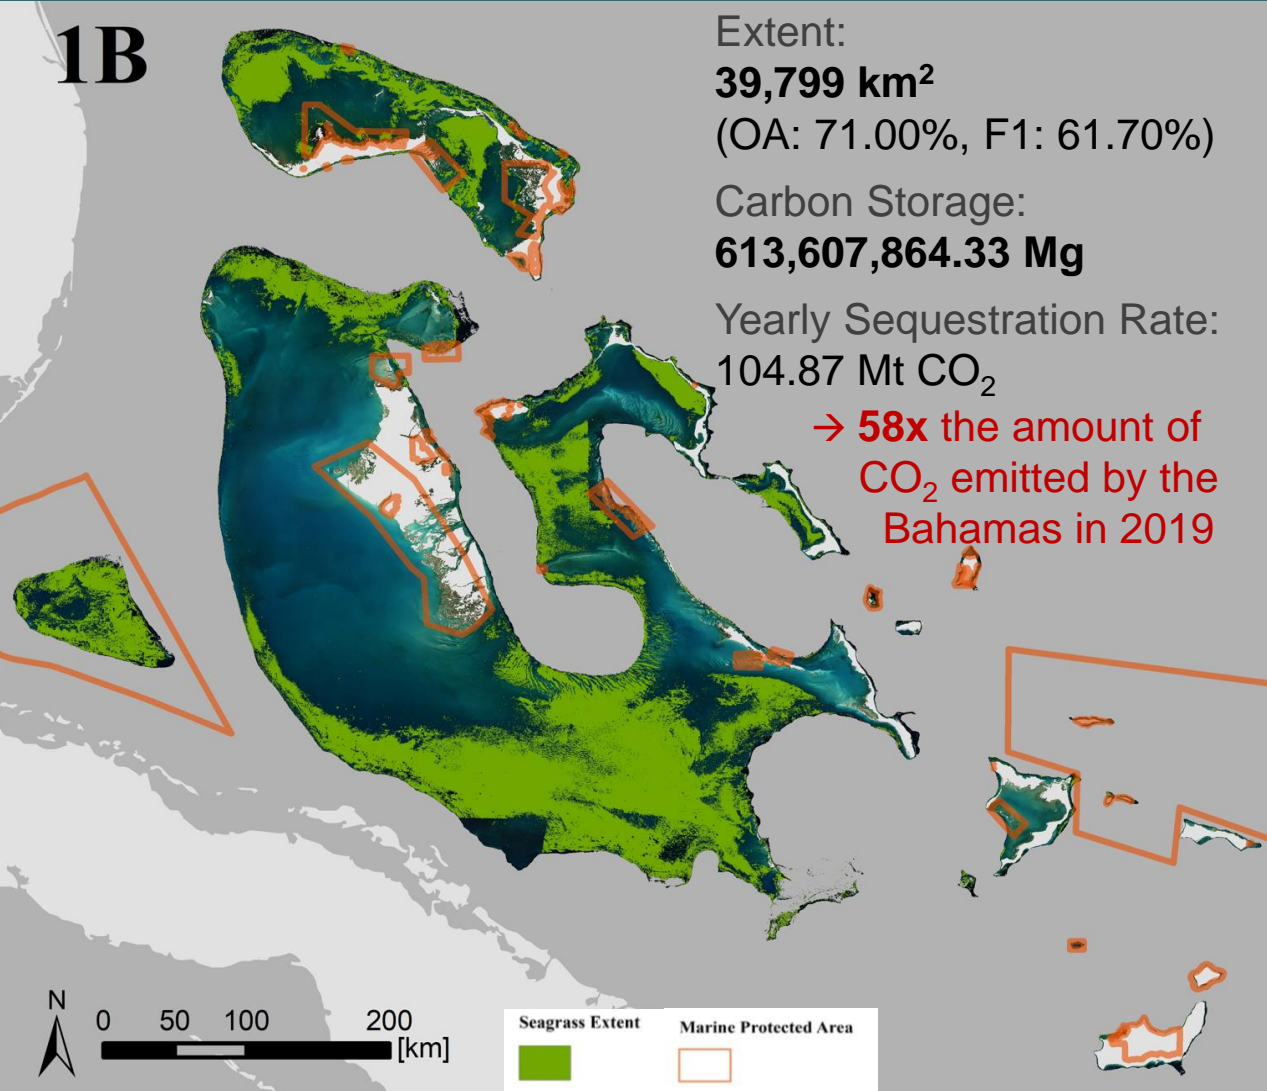 1B
Extent:
39,799 km²
(OA: 71.00%, F1: 61.70%)
Carbon Storage:
613,607,864.33 Mg
Yearly Sequestration Rate:
104.87 Mt CO₂
→ 58x the amount of
CO₂ emitted by the
Bahamas in 2019
N
0 50 100 200
[km]
Seagrass Extent
Marine Protected Area